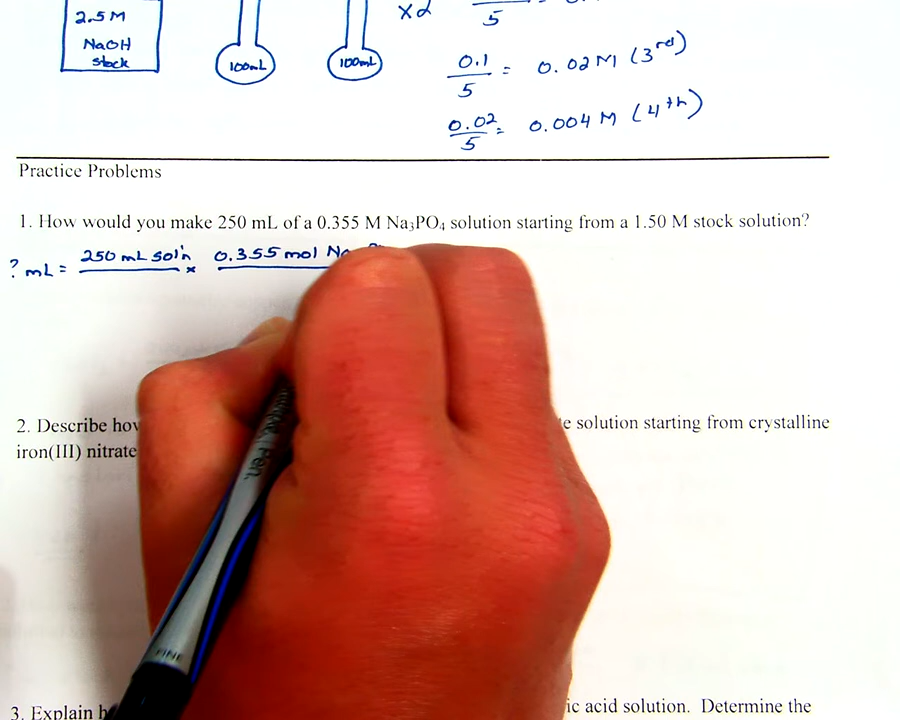 2.5 M
NaOH
stock
100mL
100mL
x2
5
0.1/5 = 0.02 M (3rd)
0.02/5 = 0.004 M (4th)
Practice Problems
1. How would you make 250 mL of a 0.355 M Na₃PO₄ solution starting from a 1.50 M stock solution?
? mL = 250 mL sol'n x 0.355 mol Na
2. Describe solution starting from crystalline
iron(III) nitrate
3. Explain ic acid solution. Determine the
FINE